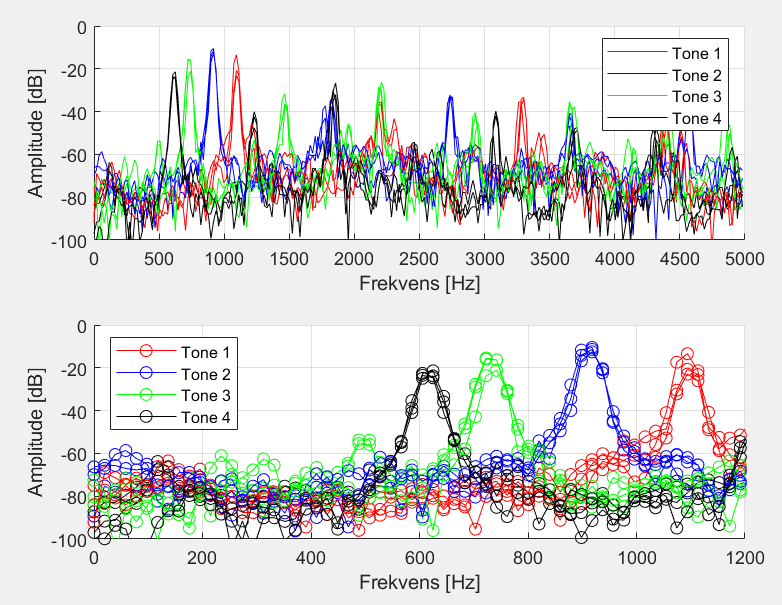 0
-20
-40
-60
-80
-100
Amplitude [dB]
Tone 1
Tone 2
Tone 3
Tone 4
0 500 1000 1500 2000 2500 3000 3500 4000 4500 5000
Frekvens [Hz]
0
-20
-40
-60
-80
-100
Amplitude [dB]
Tone 1
Tone 2
Tone 3
Tone 4
0 200 400 600 800 1000 1200
Frekvens [Hz]